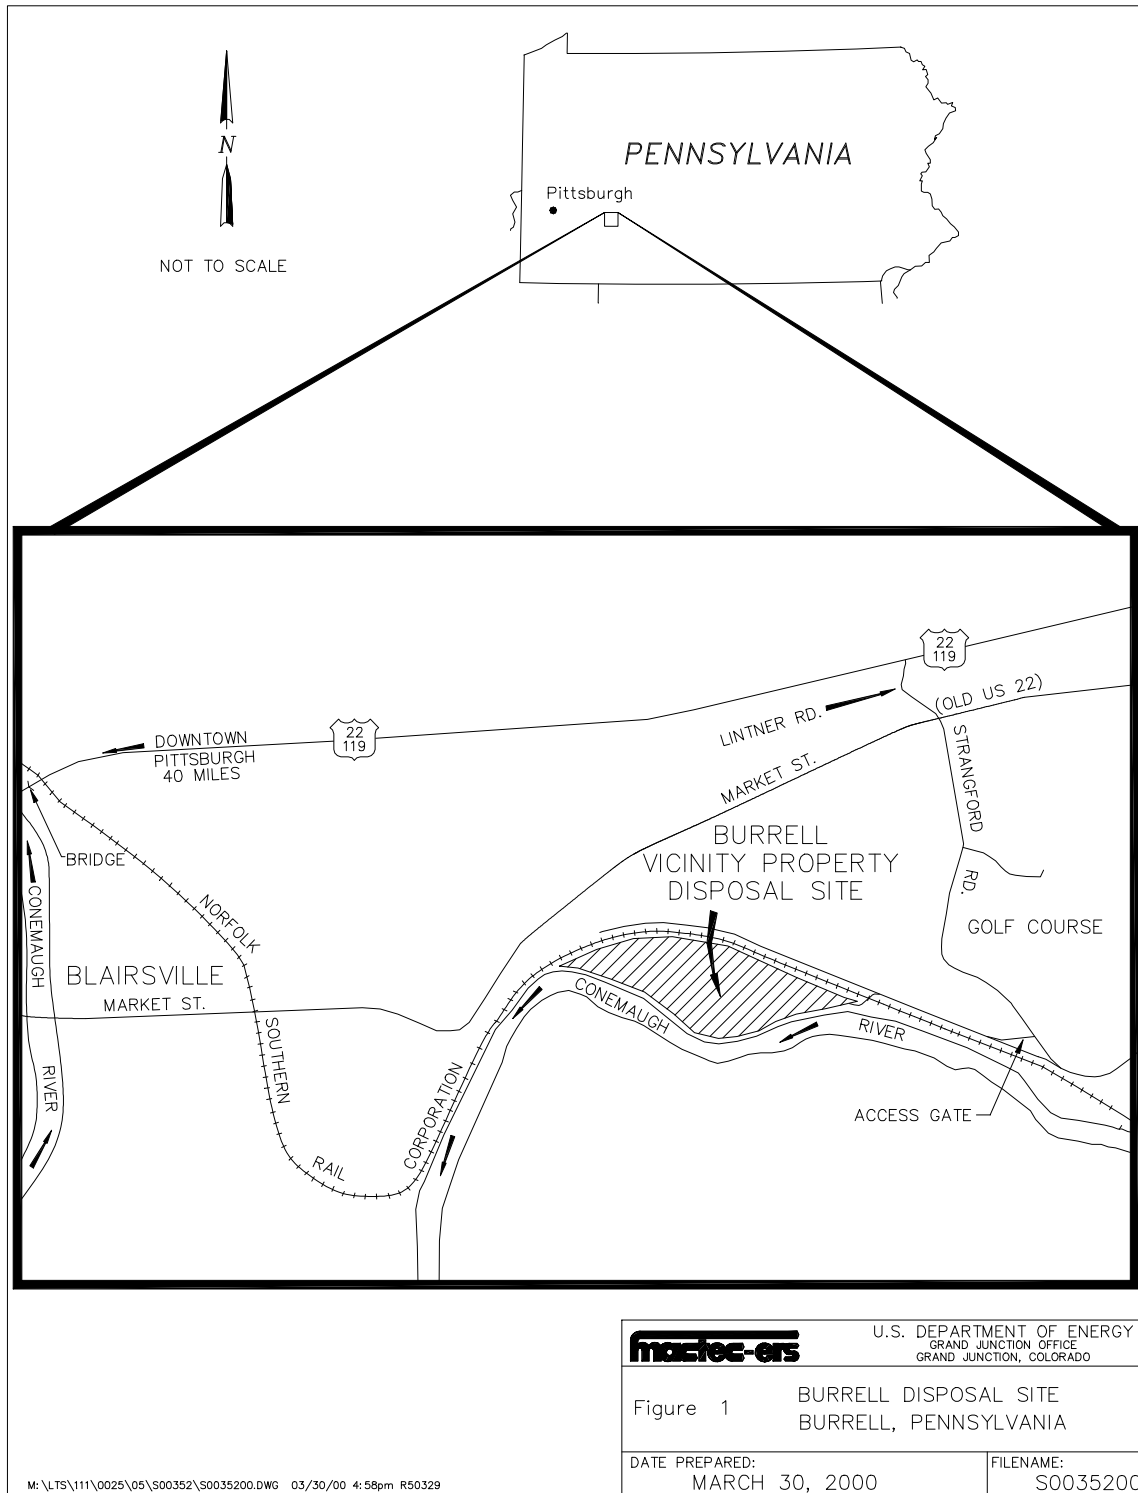 PENNSYLVANIA
Pittsburgh
N
NOT TO SCALE
22
119
(OLD US 22)
LINTNER RD.
22
119
DOWNTOWN
PITTSBURGH
40 MILES
STRANGFORD
RD.
MARKET ST.
BRIDGE
BURRELL
VICINITY PROPERTY
DISPOSAL SITE
CONEMAUGH
RIVER
NORFOLK
SOUTHERN
RAIL
CORPORATION
GOLF COURSE
BLAIRSVILLE
MARKET ST.
CONEMAUGH
RIVER
ACCESS GATE
mactec-ers
U.S. DEPARTMENT OF ENERGY
GRAND JUNCTION OFFICE
GRAND JUNCTION, COLORADO
Figure 1
BURRELL DISPOSAL SITE
BURRELL, PENNSYLVANIA
DATE PREPARED:
MARCH 30, 2000
FILENAME:
S0035200
M:\LTS\111\0025\05\S00352\S0035200.DWG 03/30/00 4:58pm R50329